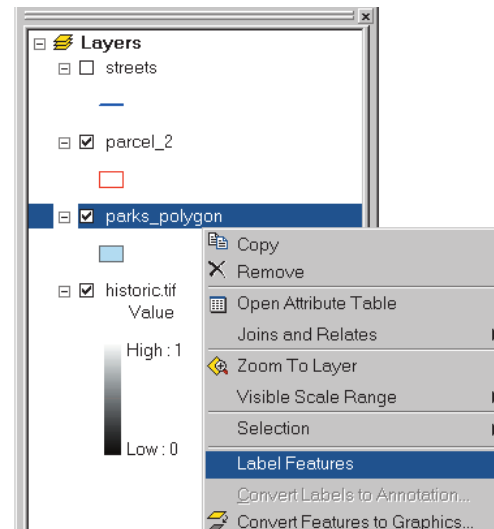 Layers
streets
parcel_2
parks_polygon
historic.tif
Value
High : 1
Low : 0
Copy
Remove
Open Attribute Table
Joins and Relates
Zoom To Layer
Visible Scale Range
Selection
Label Features
Convert Labels to Annotation...
Convert Features to Graphics...